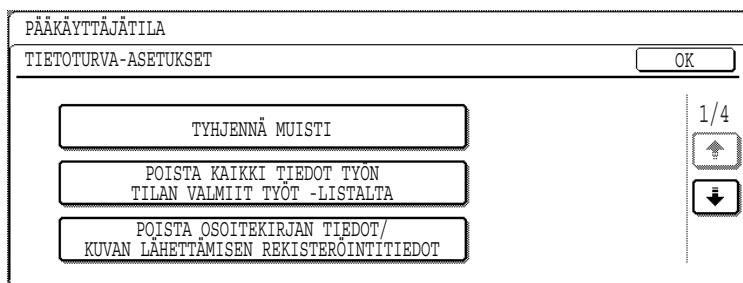 PÄÄKÄYTTÄJÄTILA
TIETOTURVA-ASETUKSET
OK
TYHJENNÄ MUISTI
1/4
POISTA KAIKKI TIEDOT TYÖN
TILAN VALMIIT TYÖT -LISTALTA
POISTA OSOITEKIRJAN TIEDOT/
KUVAN LÄHETTÄMISEN REKISTERÖINTITIEDOT